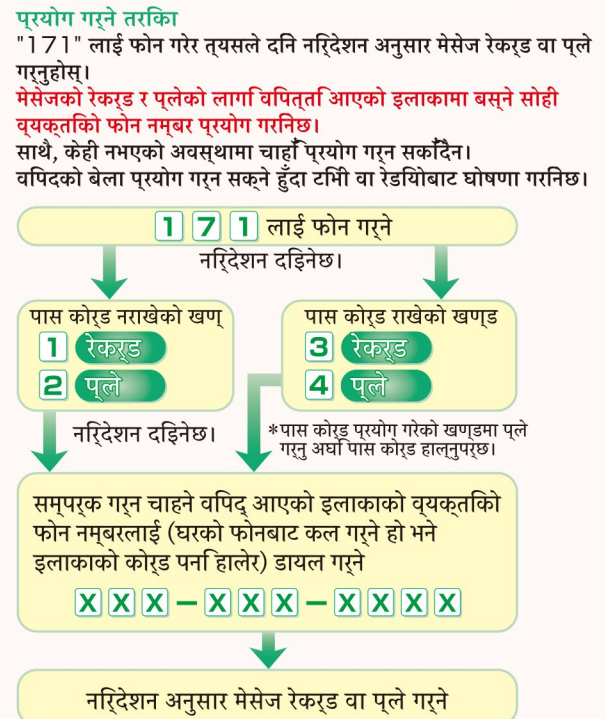 प्रयोग गर्ने तरिका
"171" लाई फोन गरेर त्यसले दिने निर्देशन अनुसार मेसेज रेकर्ड वा प्ले
गर्नुहोस्।
मेसेजको रेकर्ड र प्लेको लागि विपत्ति आएको इलाकामा बस्ने सोही
व्यक्तिको फोन नम्बर प्रयोग गरिनेछ।
साथै, केही नभएको अवस्थामा चाहीँ प्रयोग गर्न सकिँदैन।
विपदको बेला प्रयोग गर्न सक्ने हुँदा टिभी वा रेडियोबाट घोषणा गरिनेछ।
1 7 1 लाई फोन गर्ने
निर्देशन दिइनेछ।
पास कोर्ड नराखेको खण्
1 रेकर्ड
2 प्ले
पास कोर्ड राखेको खण्ड
3 रेकर्ड
4 प्ले
निर्देशन दिइनेछ।
*पास कोर्ड प्रयोग गरेको खण्डमा प्ले
गर्नु अघि पास कोर्ड हाल्नुपर्छ।
सम्पर्क गर्न चाहने विपद् आएको इलाकाको व्यक्तिको
फोन नम्बरलाई (घरको फोनबाट कल गर्ने हो भने
इलाकाको कोर्ड पनि हालेर) डायल गर्ने
X X X – X X X – X X X X
निर्देशन अनुसार मेसेज रेकर्ड वा प्ले गर्ने